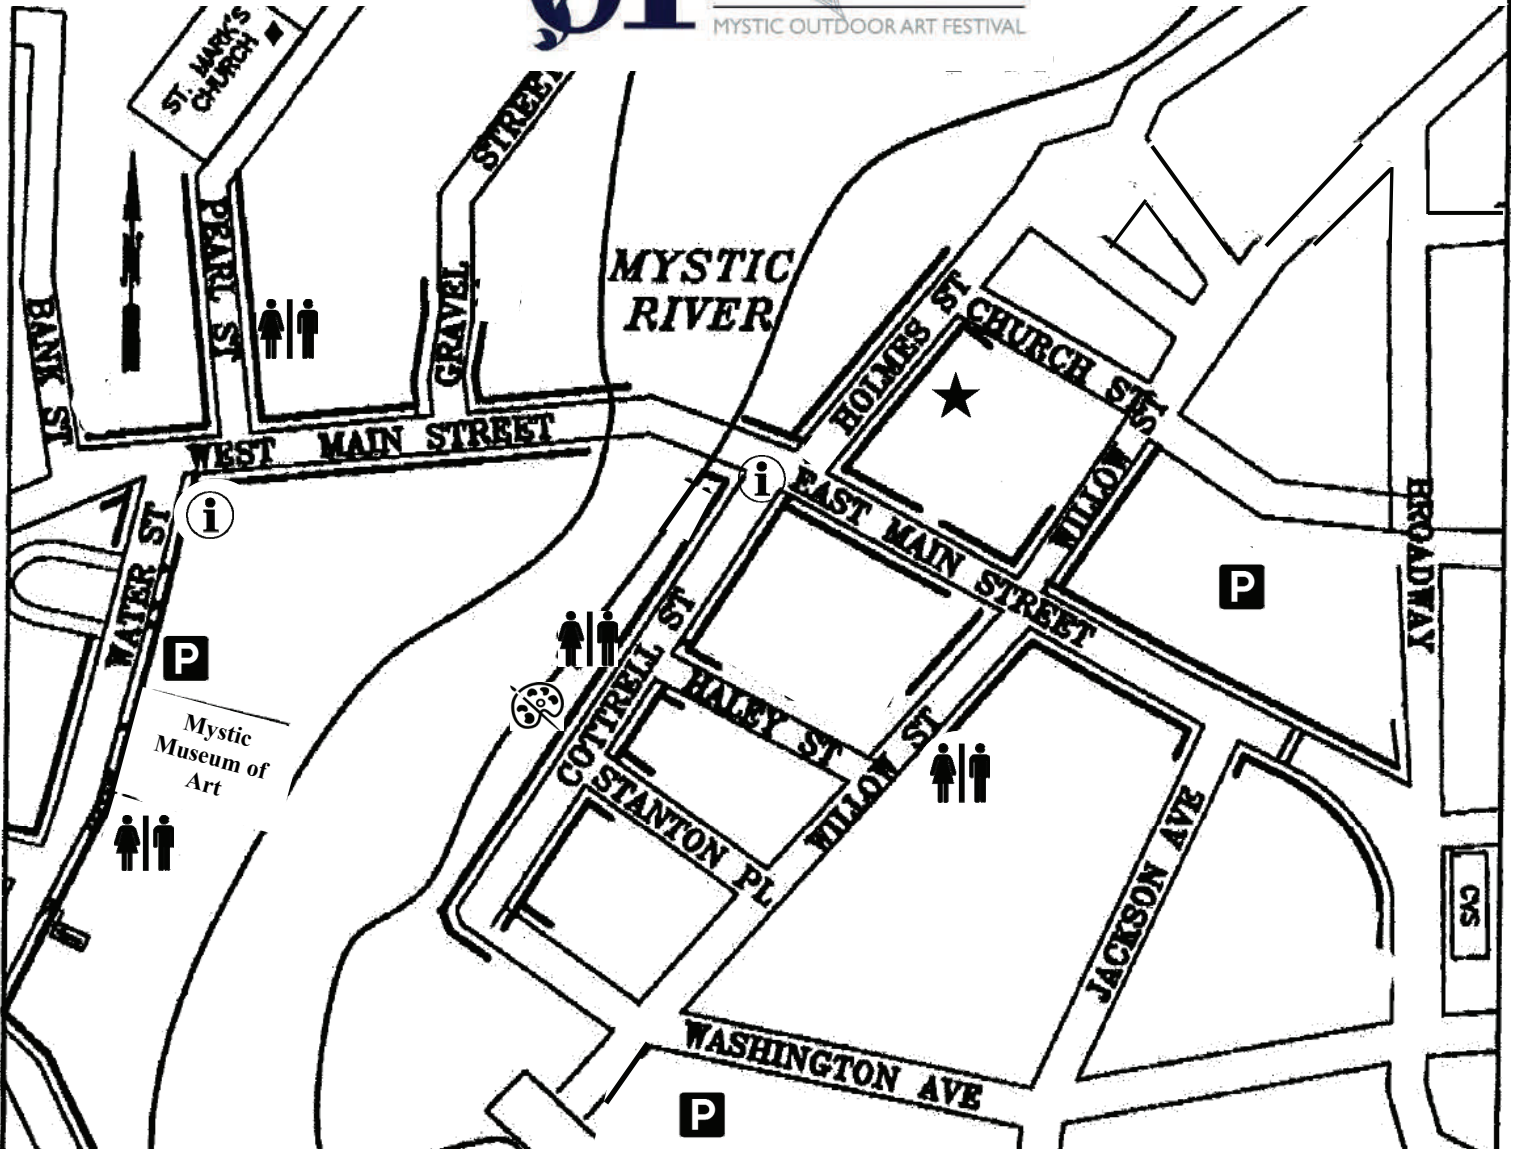 MYSTIC OUTDOOR ART FESTIVAL
ST. MARK'S
CHURCH
STREET
PEARL ST
BANK ST
GRAVEL
MYSTIC
RIVER
HOLMES ST
CHURCH ST
WEST MAIN STREET
i
i
EAST MAIN STREET
WILLOW ST
BROADWAY
WATER ST
P
P
COTTRELL ST
HALEY ST
WILLOW ST
Mystic
Museum of
Art
STANTON PL
JACKSON AVE
CVS
WASHINGTON AVE
P